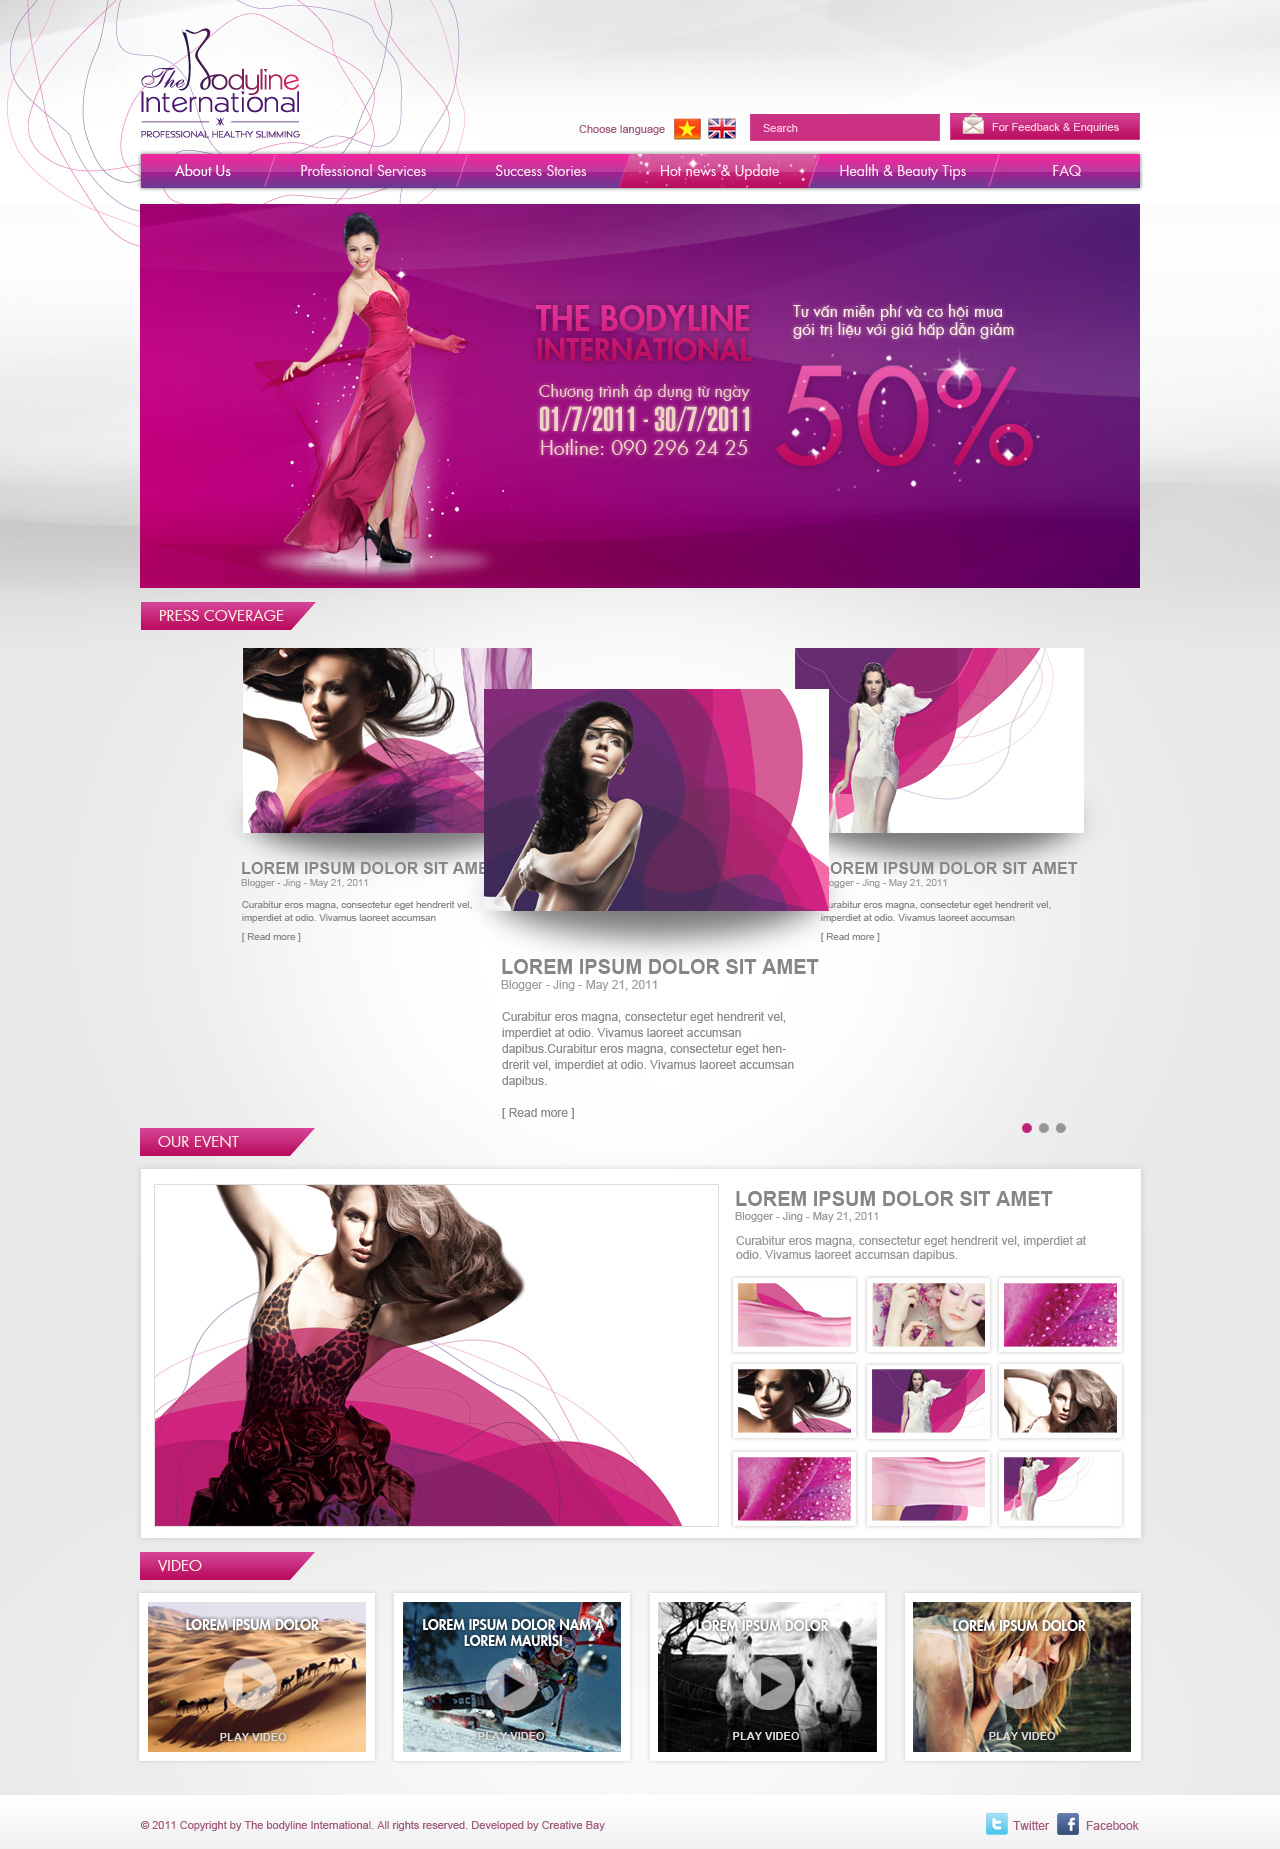 The Bodyline
International
PROFESSIONAL HEALTHY SLIMMING
Choose language
Search
For Feedback & Enquiries
About Us
Professional Services
Success Stories
Hot news & Update
Health & Beauty Tips
FAQ
THE BODYLINE
INTERNATIONAL
Chương trình áp dụng từ ngày
01/7/2011 - 30/7/2011
Hotline: 090 296 24 25
Tư vấn miễn phí và cơ hội mua
gói trị liệu với giá hấp dẫn giảm
50%
PRESS COVERAGE
LOREM IPSUM DOLOR SIT AME
Blogger - Jing - May 21, 2011
Curabitur eros magna, consectetur eget hendrerit vel,
imperdiet at odio. Vivamus laoreet accumsan
[ Read more ]
LOREM IPSUM DOLOR SIT AMET
Blogger - Jing - May 21, 2011
Curabitur eros magna, consectetur eget hendrerit vel,
imperdiet at odio. Vivamus laoreet accumsan
dapibus.Curabitur eros magna, consectetur eget hen-
drerit vel, imperdiet at odio. Vivamus laoreet accumsan
dapibus.
[ Read more ]
OREM IPSUM DOLOR SIT AMET
ogger - Jing - May 21, 2011
urabitur eros magna, consectetur eget hendrerit vel,
imperdiet at odio. Vivamus laoreet accumsan
[ Read more ]
OUR EVENT
LOREM IPSUM DOLOR SIT AMET
Blogger - Jing - May 21, 2011
Curabitur eros magna, consectetur eget hendrerit vel, imperdiet at
odio. Vivamus laoreet accumsan dapibus.
VIDEO
LOREM IPSUM DOLOR
PLAY VIDEO
LOREM IPSUM DOLOR NAM A
LOREM MAURISI
PLAY VIDEO
LOREM IPSUM DOLOR
PLAY VIDEO
LOREM IPSUM DOLOR
PLAY VIDEO
© 2011 Copyright by The bodyline International. All rights reserved. Developed by Creative Bay
Twitter
Facebook